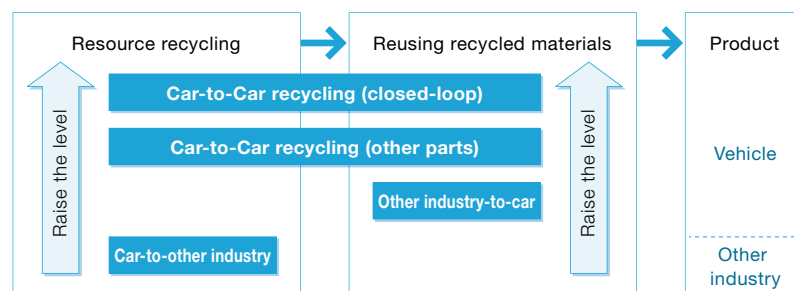 Resource recycling
Reusing recycled materials
Product
Raise the level
Car-to-Car recycling (closed-loop)
Car-to-Car recycling (other parts)
Other industry-to-car
Car-to-other industry
Raise the level
Vehicle
Other
industry